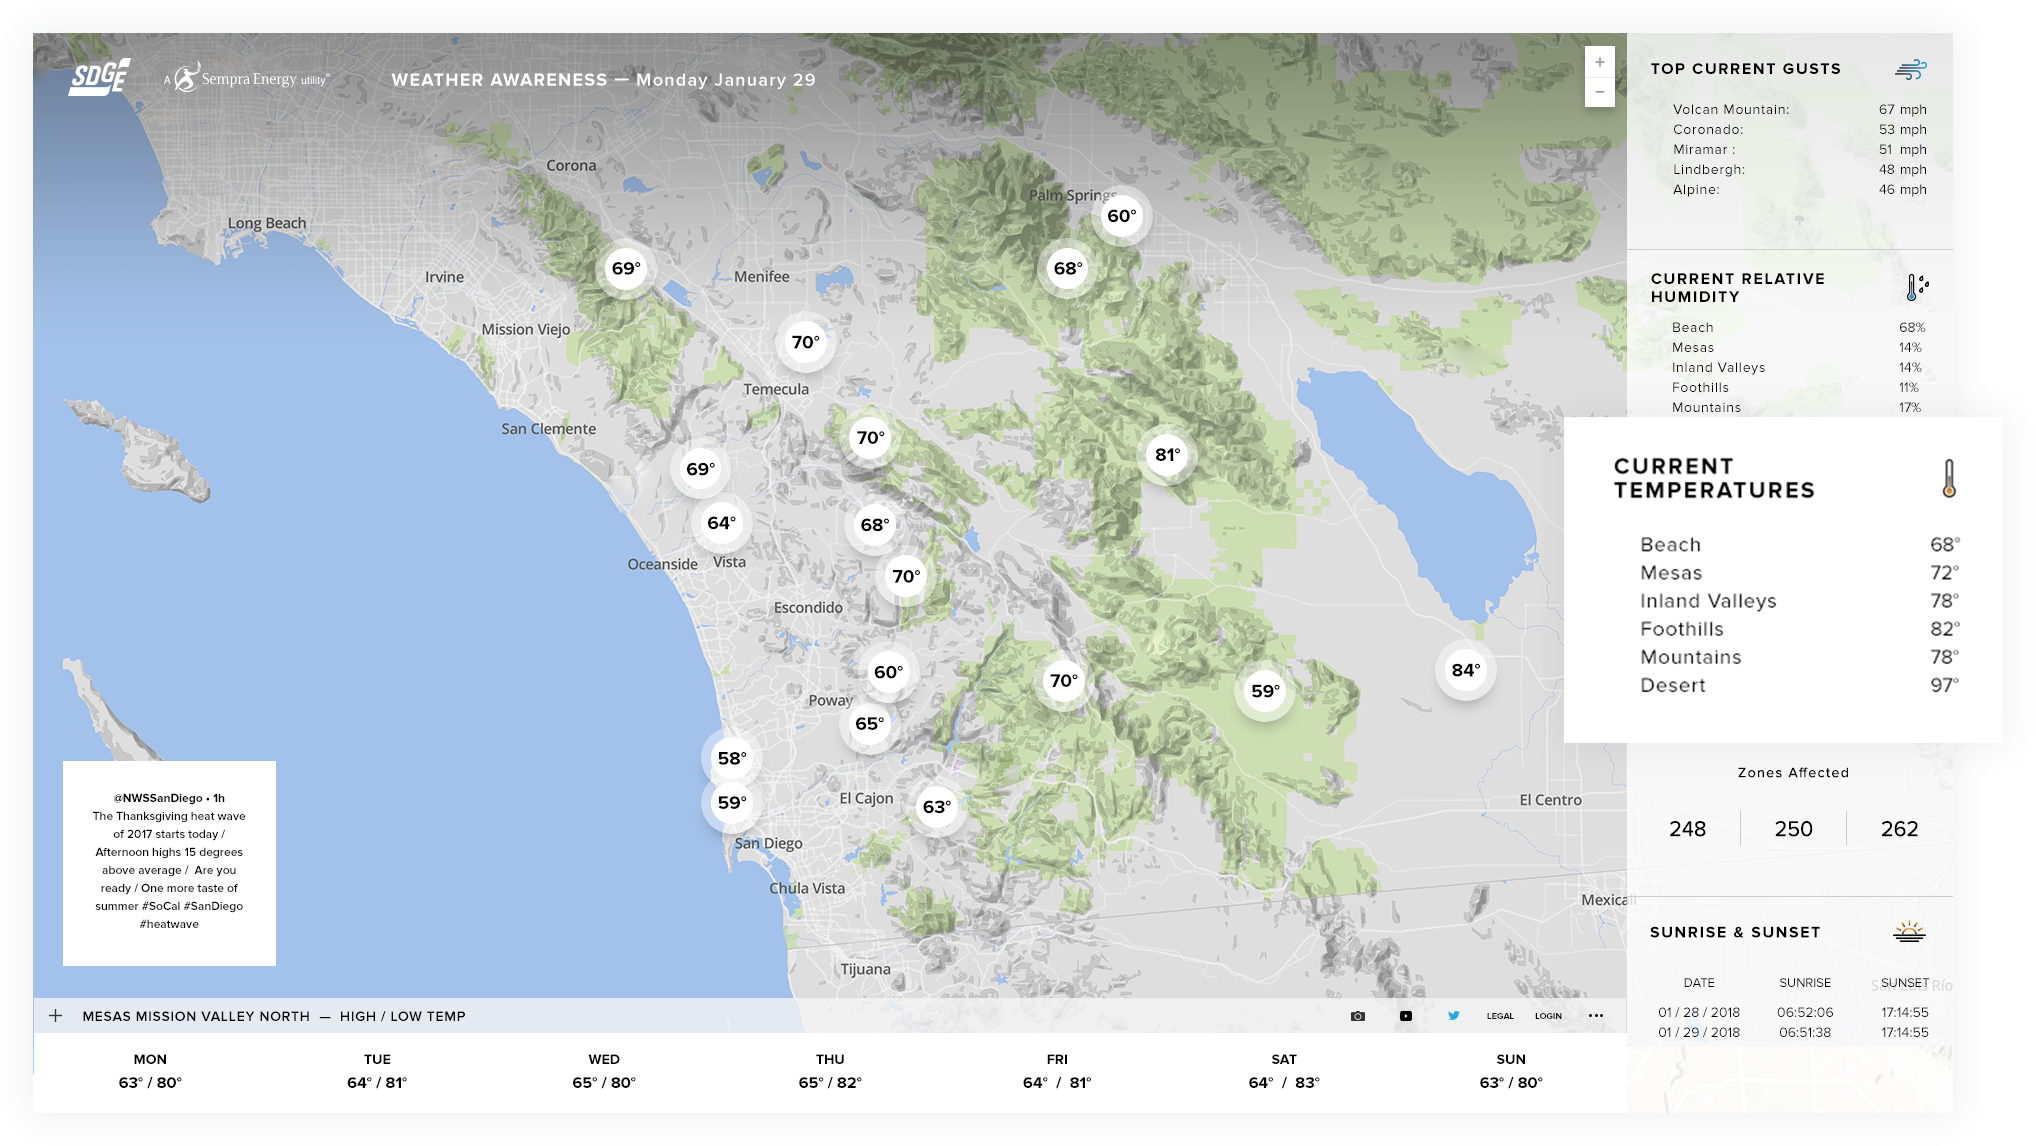 SDGE
A Sempra Energy utility
WEATHER AWARENESS — Monday January 29
+
−
Corona
Palm Springs
Long Beach
60°
69°
68°
Irvine
Menifee
Mission Viejo
70°
Temecula
San Clemente
70°
69°
81°
64°
68°
Oceanside
Vista
70°
Escondido
60°
70°
59°
84°
Poway
65°
58°
59°
El Cajon
63°
El Centro
San Diego
Chula Vista
Mexicali
Tijuana
@NWSSanDiego • 1h
The Thanksgiving heat wave
of 2017 starts today /
Afternoon highs 15 degrees
above average / Are you
ready / One more taste of
summer #SoCal #SanDiego
#heatwave
TOP CURRENT GUSTS
Volcan Mountain: 67 mph
Coronado: 53 mph
Miramar : 51 mph
Lindbergh: 48 mph
Alpine: 46 mph
CURRENT RELATIVE
HUMIDITY
Beach 68%
Mesas 14%
Inland Valleys 14%
Foothills 11%
Mountains 17%
CURRENT
TEMPERATURES
Beach 68°
Mesas 72°
Inland Valleys 78°
Foothills 82°
Mountains 78°
Desert 97°
Zones Affected
248 250 262
SUNRISE & SUNSET
DATE SUNRISE SUNSET
01 / 28 / 2018 06:52:06 17:14:55
01 / 29 / 2018 06:51:38 17:14:55
+ MESAS MISSION VALLEY NORTH — HIGH / LOW TEMP
LEGAL LOGIN •••
MON TUE WED THU FRI SAT SUN
63° / 80° 64° / 81° 65° / 80° 65° / 82° 64° / 81° 64° / 83° 63° / 80°